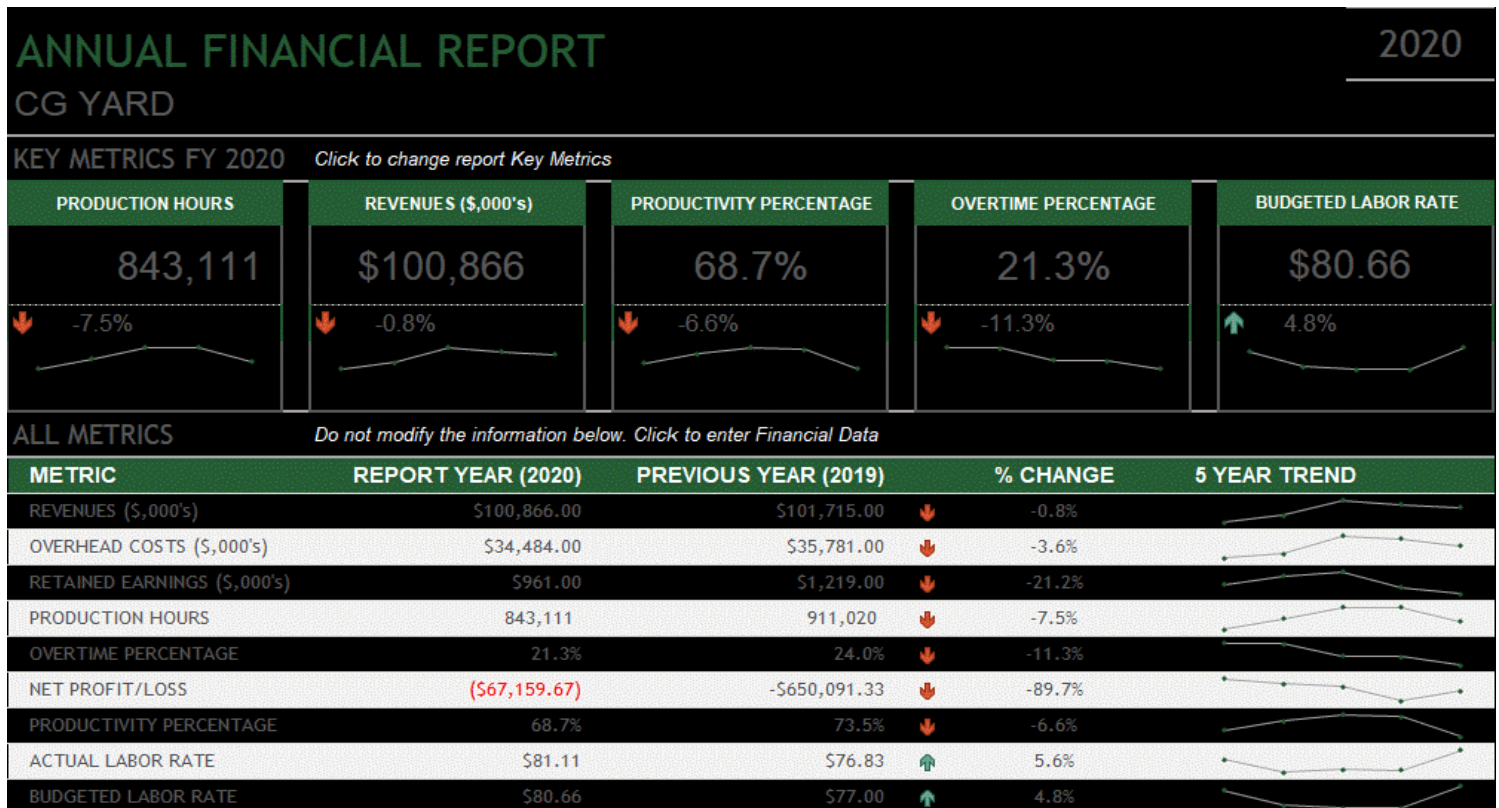 ANNUAL FINANCIAL REPORT 2020
CG YARD
KEY METRICS FY 2020 Click to change report Key Metrics
PRODUCTION HOURS REVENUES ($,000's) PRODUCTIVITY PERCENTAGE OVERTIME PERCENTAGE BUDGETED LABOR RATE
843,111 $100,866 68.7% 21.3% $80.66
-7.5% -0.8% -6.6% -11.3% 4.8%
ALL METRICS Do not modify the information below. Click to enter Financial Data
METRIC REPORT YEAR (2020) PREVIOUS YEAR (2019) % CHANGE 5 YEAR TREND
REVENUES ($,000's) $100,866.00 $101,715.00 -0.8%
OVERHEAD COSTS ($,000's) $34,484.00 $35,781.00 -3.6%
RETAINED EARNINGS ($,000's) $961.00 $1,219.00 -21.2%
PRODUCTION HOURS 843,111 911,020 -7.5%
OVERTIME PERCENTAGE 21.3% 24.0% -11.3%
NET PROFIT/LOSS ($67,159.67) -$650,091.33 -89.7%
PRODUCTIVITY PERCENTAGE 68.7% 73.5% -6.6%
ACTUAL LABOR RATE $81.11 $76.83 5.6%
BUDGETED LABOR RATE $80.66 $77.00 4.8%